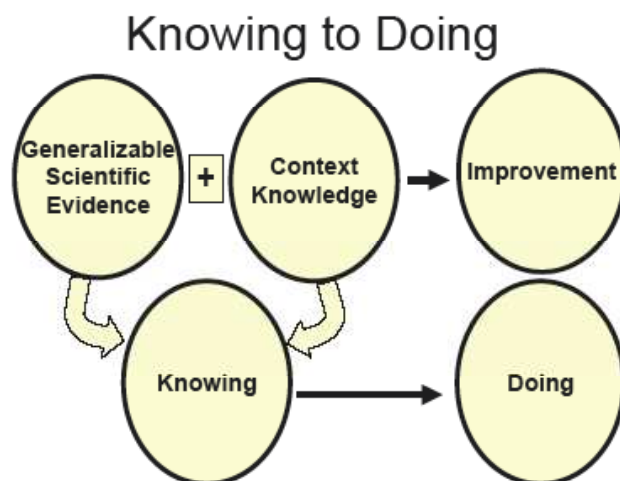 Knowing to Doing
Generalizable
Scientific
Evidence
+
Context
Knowledge
Improvement
Knowing
Doing